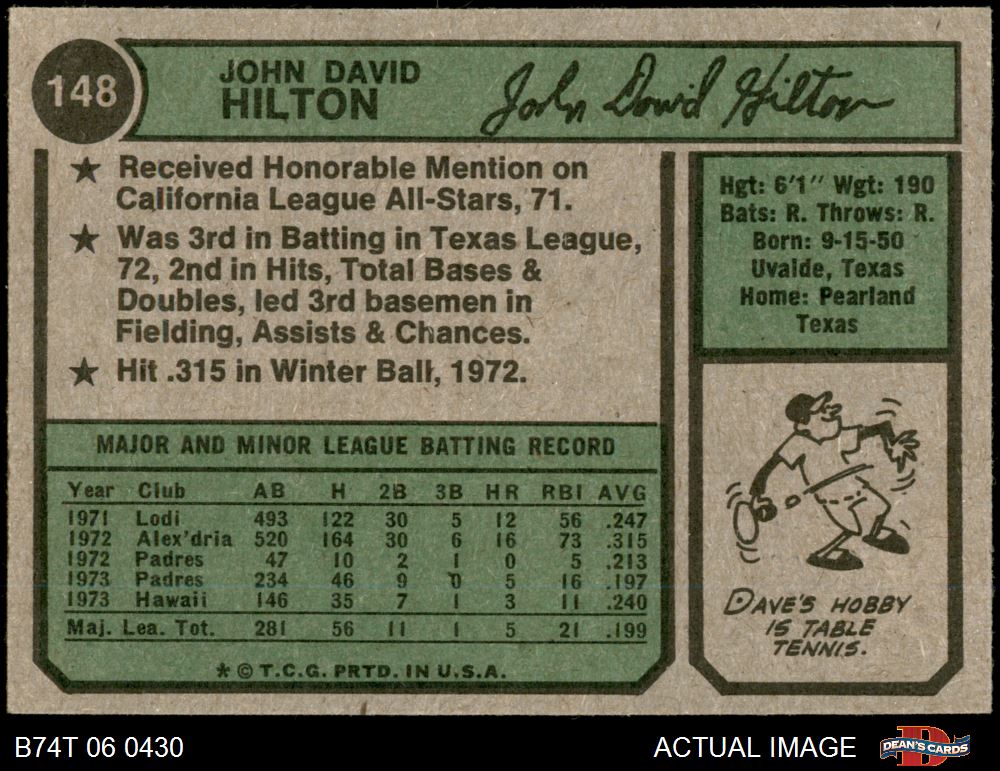 148
JOHN DAVID
HILTON
John David Hilton
★ Received Honorable Mention on
California League All-Stars, 71.
★ Was 3rd in Batting in Texas League,
72, 2nd in Hits, Total Bases &
Doubles, led 3rd basemen in
Fielding, Assists & Chances.
★ Hit .315 in Winter Ball, 1972.
Hgt: 6'1" Wgt: 190
Bats: R. Throws: R.
Born: 9-15-50
Uvalde, Texas
Home: Pearland
Texas
MAJOR AND MINOR LEAGUE BATTING RECORD
Year Club AB H 2B 3B HR RBI AVG
1971 Lodi 493 122 30 5 12 56 .247
1972 Alex'dria 520 164 30 6 16 73 .315
1972 Padres 47 10 2 1 0 5 .213
1973 Padres 234 46 9 0 5 16 .197
1973 Hawaii 146 35 7 1 3 11 .240
Maj. Lea. Tot. 281 56 11 1 5 21 .199
* © T.C.G. PRTD. IN U.S.A.
DAVE'S HOBBY
IS TABLE
TENNIS.
B74T 06 0430
ACTUAL IMAGE
DEAN'S CARDS